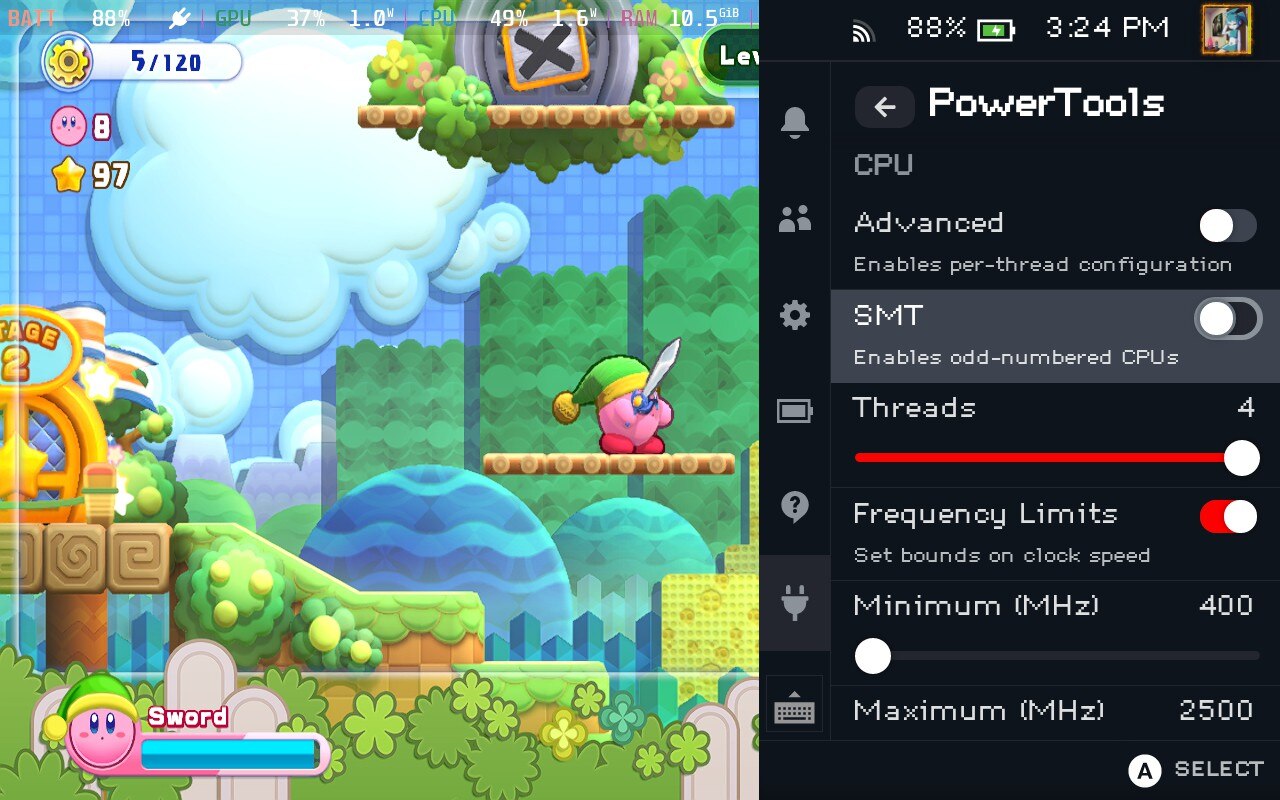 BATT 88% GPU 37% 1.0W CPU 49% 1.6W RAM 10.5GiB
5/120
8
97
STAGE
2
Sword
88% 3:24 PM
PowerTools
CPU
Advanced
Enables per-thread configuration
SMT
Enables odd-numbered CPUs
Threads 4
Frequency Limits
Set bounds on clock speed
Minimum (MHz) 400
Maximum (MHz) 2500
A SELECT